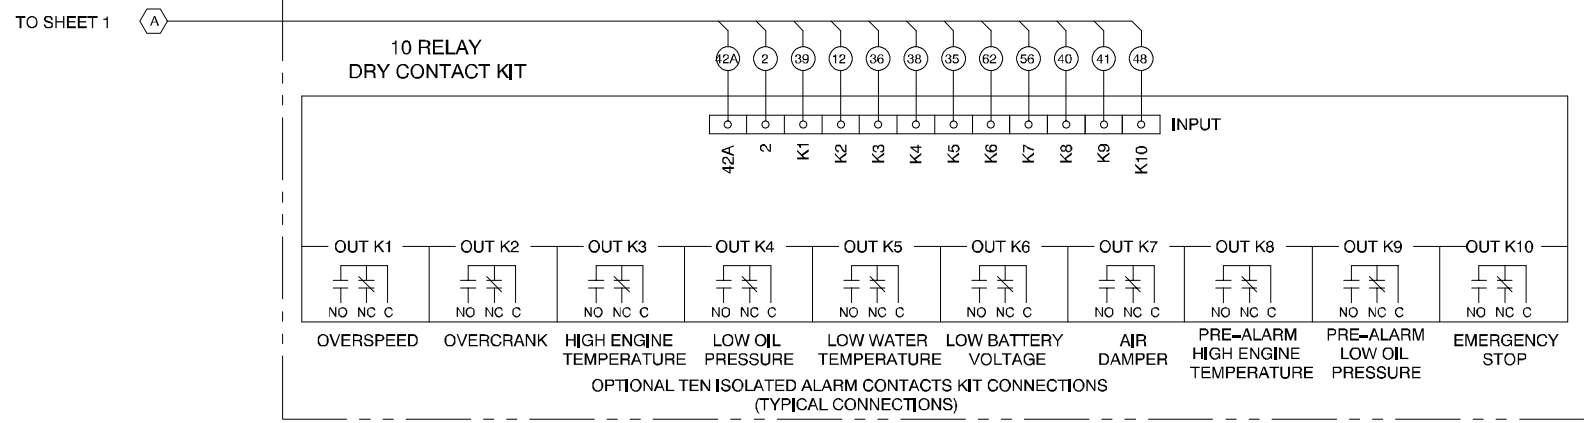 TO SHEET 1
A
10 RELAY
DRY CONTACT KIT
42A 2 39 12 36 38 35 62 56 40 41 48
INPUT
42A 2 K1 K2 K3 K4 K5 K6 K7 K8 K9 K10
OUT K1 OUT K2 OUT K3 OUT K4 OUT K5 OUT K6 OUT K7 OUT K8 OUT K9 OUT K10
NO NC C NO NC C NO NC C NO NC C NO NC C NO NC C NO NC C NO NC C NO NC C NO NC C
OVERSPEED
OVERCRANK
HIGH ENGINE
TEMPERATURE
LOW OIL
PRESSURE
LOW WATER
TEMPERATURE
LOW BATTERY
VOLTAGE
AIR
DAMPER
PRE-ALARM
HIGH ENGINE
TEMPERATURE
PRE-ALARM
LOW OIL
PRESSURE
EMERGENCY
STOP
OPTIONAL TEN ISOLATED ALARM CONTACTS KIT CONNECTIONS
(TYPICAL CONNECTIONS)